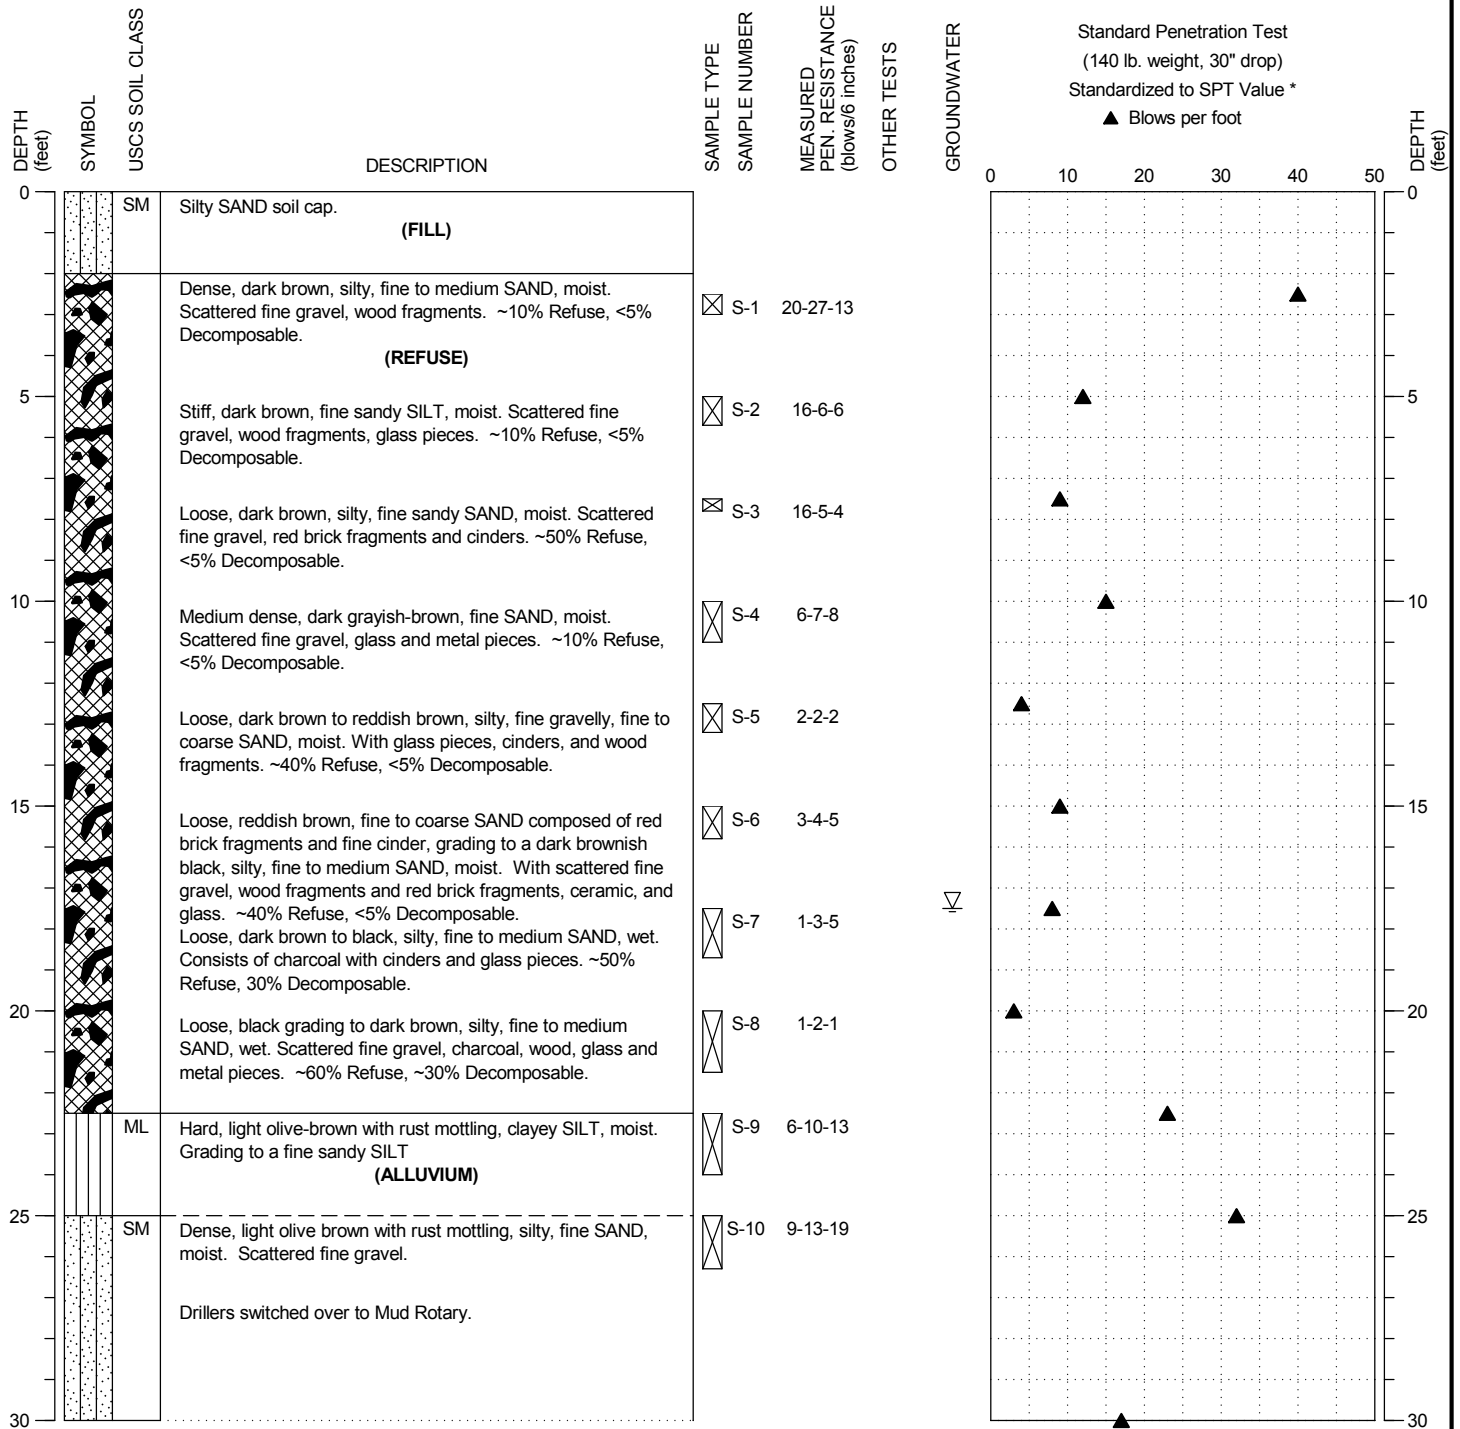 DEPTH
(feet)
SYMBOL
USCS SOIL CLASS
DESCRIPTION
SAMPLE TYPE
SAMPLE NUMBER
MEASURED
PEN. RESISTANCE
(blows/6 inches)
OTHER TESTS
GROUNDWATER
Standard Penetration Test
(140 lb. weight, 30" drop)
Standardized to SPT Value *
▲ Blows per foot
DEPTH
(feet)
0 10 20 30 40 50
0
SM
Silty SAND soil cap.
(FILL)
0
Dense, dark brown, silty, fine to medium SAND, moist.
Scattered fine gravel, wood fragments. ~10% Refuse, <5%
Decomposable.
(REFUSE)
S-1 20-27-13
5
Stiff, dark brown, fine sandy SILT, moist. Scattered fine
gravel, wood fragments, glass pieces. ~10% Refuse, <5%
Decomposable.
S-2 16-6-6
5
Loose, dark brown, silty, fine sandy SAND, moist. Scattered
fine gravel, red brick fragments and cinders. ~50% Refuse,
<5% Decomposable.
S-3 16-5-4
10
Medium dense, dark grayish-brown, fine SAND, moist.
Scattered fine gravel, glass and metal pieces. ~10% Refuse,
<5% Decomposable.
S-4 6-7-8
10
Loose, dark brown to reddish brown, silty, fine gravelly, fine to
coarse SAND, moist. With glass pieces, cinders, and wood
fragments. ~40% Refuse, <5% Decomposable.
S-5 2-2-2
15
Loose, reddish brown, fine to coarse SAND composed of red
brick fragments and fine cinder, grading to a dark brownish
black, silty, fine to medium SAND, moist. With scattered fine
gravel, wood fragments and red brick fragments, ceramic, and
glass. ~40% Refuse, <5% Decomposable.
S-6 3-4-5
15
Loose, dark brown to black, silty, fine to medium SAND, wet.
Consists of charcoal with cinders and glass pieces. ~50%
Refuse, 30% Decomposable.
S-7 1-3-5
20
Loose, black grading to dark brown, silty, fine to medium
SAND, wet. Scattered fine gravel, charcoal, wood, glass and
metal pieces. ~60% Refuse, ~30% Decomposable.
S-8 1-2-1
20
ML
Hard, light olive-brown with rust mottling, clayey SILT, moist.
Grading to a fine sandy SILT
(ALLUVIUM)
S-9 6-10-13
25
SM
Dense, light olive brown with rust mottling, silty, fine SAND,
moist. Scattered fine gravel.
S-10 9-13-19
25
Drillers switched over to Mud Rotary.
30
30